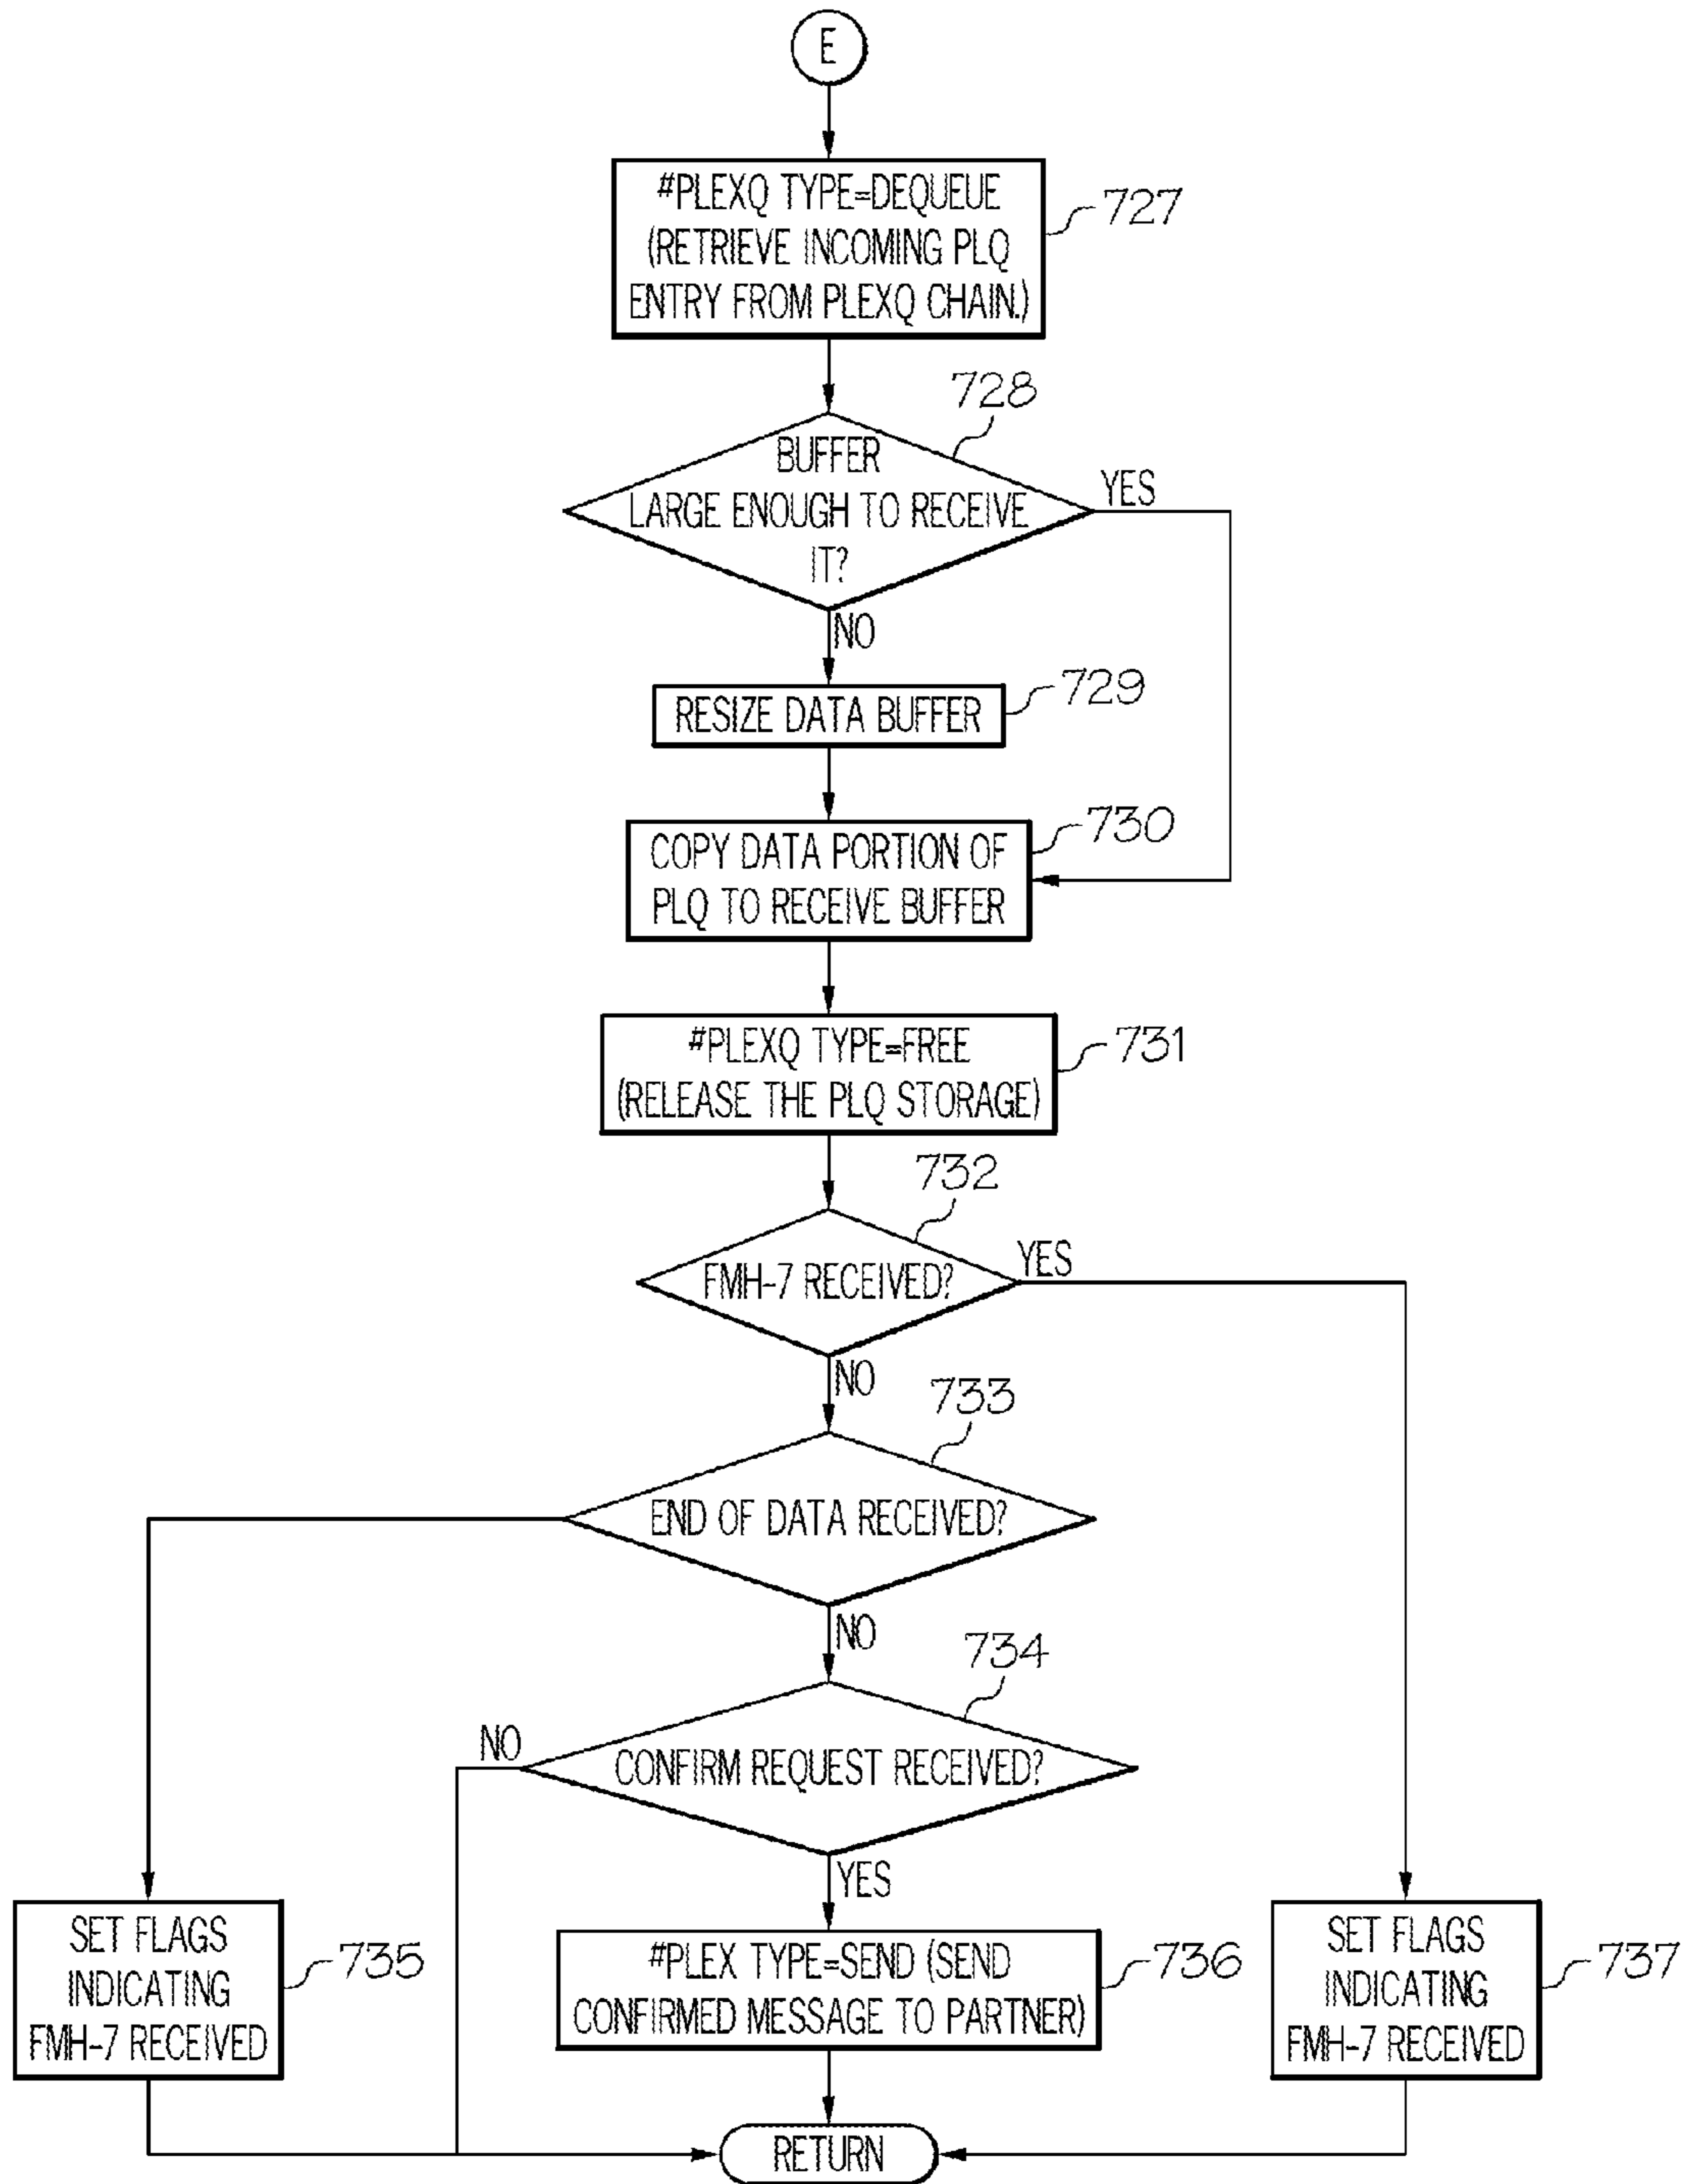 E
#PLEXQ TYPE=DEQUEUE
(RETRIEVE INCOMING PLQ
ENTRY FROM PLEXQ CHAIN.)
727
728
BUFFER
LARGE ENOUGH TO RECEIVE
IT?
YES
NO
RESIZE DATA BUFFER
729
COPY DATA PORTION OF
PLQ TO RECEIVE BUFFER
730
#PLEXQ TYPE=FREE
(RELEASE THE PLQ STORAGE)
731
732
FMH-7 RECEIVED?
YES
NO
733
END OF DATA RECEIVED?
NO
734
NO
CONFIRM REQUEST RECEIVED?
YES
SET FLAGS
INDICATING
FMH-7 RECEIVED
735
#PLEX TYPE=SEND (SEND
CONFIRMED MESSAGE TO PARTNER)
736
SET FLAGS
INDICATING
FMH-7 RECEIVED
737
RETURN